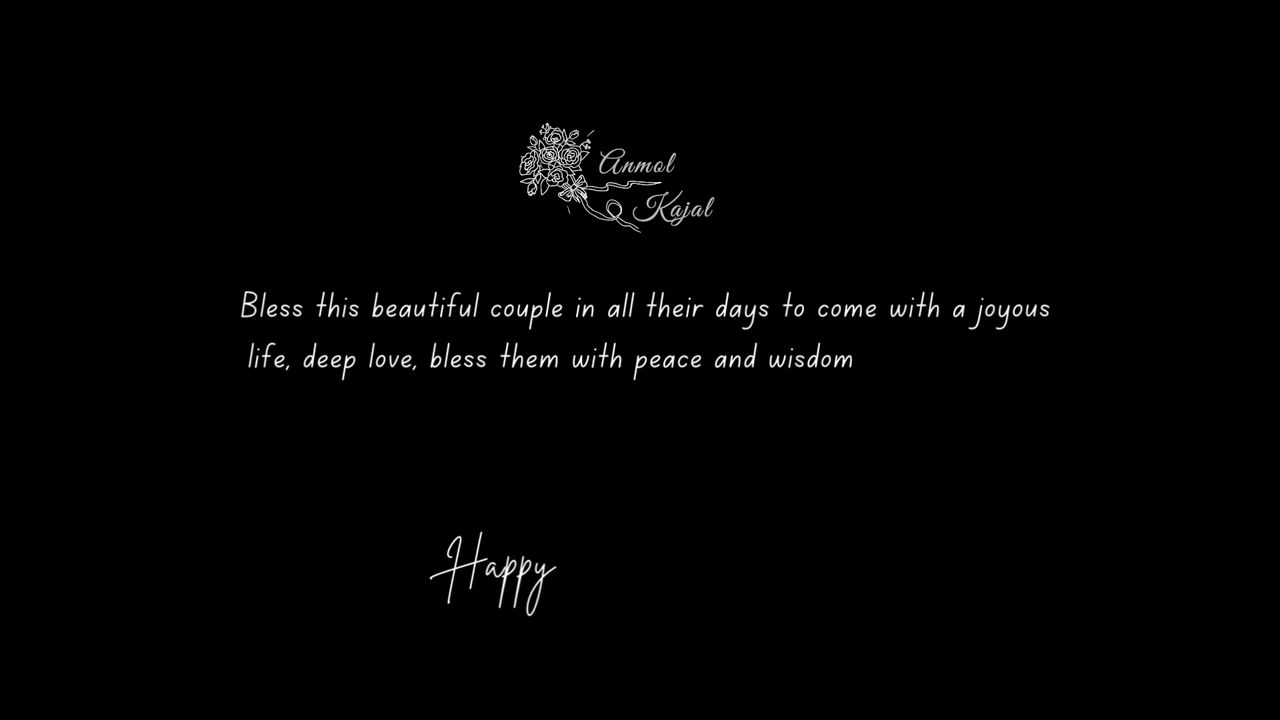 Anmol
Kajal
Bless this beautiful couple in all their days to come with a joyous
life, deep love, bless them with peace and wisdom
Happy